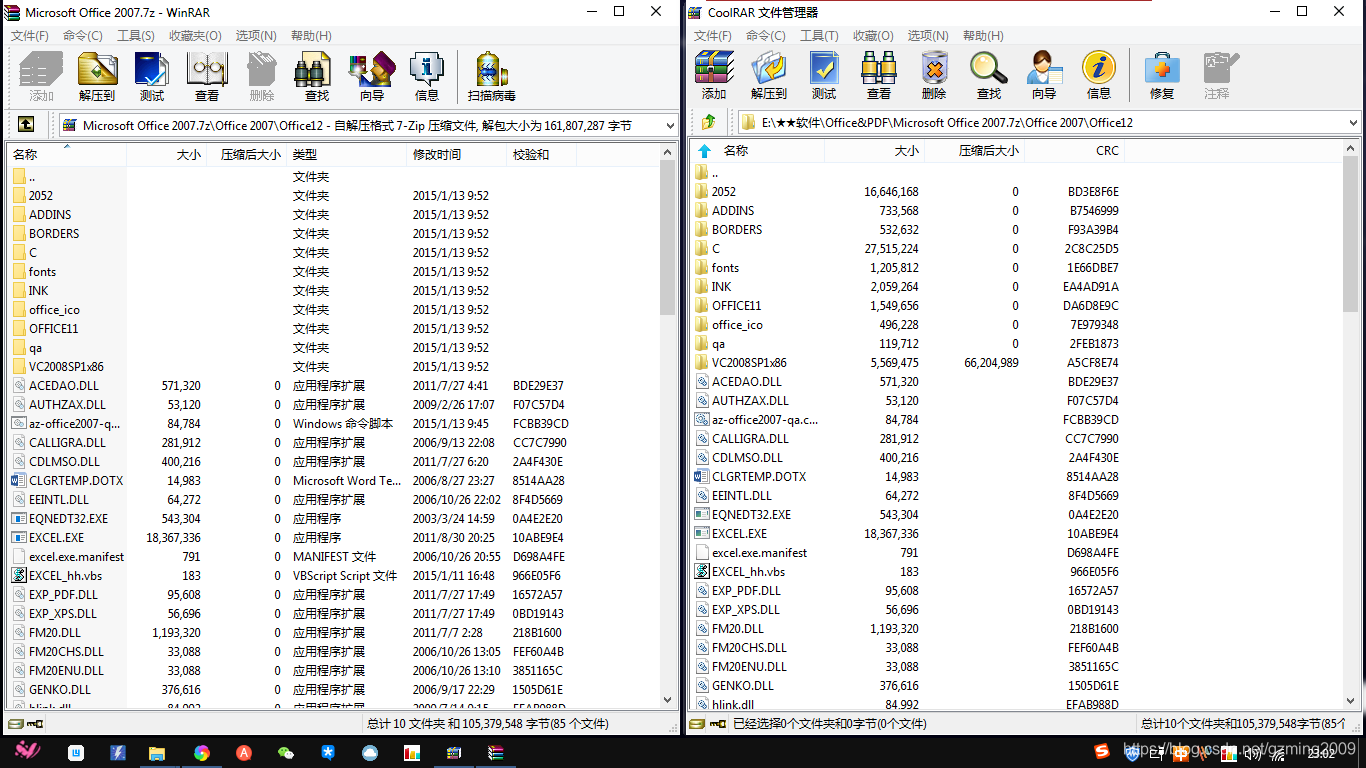 Microsoft Office 2007.7z - WinRAR
文件(F) 命令(C) 工具(S) 收藏夹(O) 选项(N) 帮助(H)
添加 解压到 测试 查看 删除 查找 向导 信息 扫描病毒
Microsoft Office 2007.7z\Office 2007\Office12 - 自解压格式 7-Zip 压缩文件, 解包大小为 161,807,287 字节
名称 大小 压缩后大小 类型 修改时间 校验和
.. 文件夹
2052 文件夹 2015/1/13 9:52
ADDINS 文件夹 2015/1/13 9:52
BORDERS 文件夹 2015/1/13 9:52
C 文件夹 2015/1/13 9:52
fonts 文件夹 2015/1/13 9:52
INK 文件夹 2015/1/13 9:52
office_ico 文件夹 2015/1/13 9:52
OFFICE11 文件夹 2015/1/13 9:52
qa 文件夹 2015/1/13 9:52
VC2008SP1x86 文件夹 2015/1/13 9:52
ACEDAO.DLL 571,320 0 应用程序扩展 2011/7/27 4:41 BDE29E37
AUTHZAX.DLL 53,120 0 应用程序扩展 2009/2/26 17:07 F07C57D4
az-office2007-q... 84,784 0 Windows 命令脚本 2015/1/13 9:45 FCBB39CD
CALLIGRA.DLL 281,912 0 应用程序扩展 2006/9/13 22:08 CC7C7990
CDLMSO.DLL 400,216 0 应用程序扩展 2011/7/27 6:20 2A4F430E
CLGRTEMP.DOTX 14,983 0 Microsoft Word Te... 2006/8/27 23:27 8514AA28
EEINTL.DLL 64,272 0 应用程序扩展 2006/10/26 22:02 8F4D5669
EQNEDT32.EXE 543,304 0 应用程序 2003/3/24 14:59 0A4E2E20
EXCEL.EXE 18,367,336 0 应用程序 2011/8/30 20:25 10ABE9E4
excel.exe.manifest 791 0 MANIFEST 文件 2006/10/26 20:55 D698A4FE
EXCEL_hh.vbs 183 0 VBScript Script 文件 2015/1/11 16:48 966E05F6
EXP_PDF.DLL 95,608 0 应用程序扩展 2011/7/27 17:49 16572A57
EXP_XPS.DLL 56,696 0 应用程序扩展 2011/7/27 17:49 0BD19143
FM20.DLL 1,193,320 0 应用程序扩展 2011/7/7 2:28 218B1600
FM20CHS.DLL 33,088 0 应用程序扩展 2006/10/26 13:05 FEF60A4B
FM20ENU.DLL 33,088 0 应用程序扩展 2006/10/26 13:10 3851165C
GENKO.DLL 376,616 0 应用程序扩展 2006/9/17 22:29 1505D61E
hlink.dll 84,992 0 应用程序扩展 2009/7/14 9:15 EFAB988D
总计 10 文件夹 和 105,379,548 字节(85 个文件)
CoolRAR 文件管理器
文件(F) 命令(C) 工具(T) 收藏(O) 选项(N) 帮助(H)
添加 解压到 测试 查看 删除 查找 向导 信息 修复 注释
E:\★★软件\Office&PDF\Microsoft Office 2007.7z\Office 2007\Office12
名称 大小 压缩后大小 CRC
..
2052 16,646,168 0 BD3E8F6E
ADDINS 733,568 0 B7546999
BORDERS 532,632 0 F93A39B4
C 27,515,224 0 2C8C25D5
fonts 1,205,812 0 1E66DBE7
INK 2,059,264 0 EA4AD91A
OFFICE11 1,549,656 0 DA6D8E9C
office_ico 496,228 0 7E979348
qa 119,712 0 2FEB1873
VC2008SP1x86 5,569,475 66,204,989 A5CF8E74
ACEDAO.DLL 571,320 BDE29E37
AUTHZAX.DLL 53,120 F07C57D4
az-office2007-qa.c... 84,784 FCBB39CD
CALLIGRA.DLL 281,912 CC7C7990
CDLMSO.DLL 400,216 2A4F430E
CLGRTEMP.DOTX 14,983 8514AA28
EEINTL.DLL 64,272 8F4D5669
EQNEDT32.EXE 543,304 0A4E2E20
EXCEL.EXE 18,367,336 10ABE9E4
excel.exe.manifest 791 D698A4FE
EXCEL_hh.vbs 183 966E05F6
EXP_PDF.DLL 95,608 16572A57
EXP_XPS.DLL 56,696 0BD19143
FM20.DLL 1,193,320 218B1600
FM20CHS.DLL 33,088 FEF60A4B
FM20ENU.DLL 33,088 3851165C
GENKO.DLL 376,616 1505D61E
hlink.dll 84,992 EFAB988D
已经选择0个文件夹和0字节(0个文件) 总计10个文件夹和105,379,548字节(85个
https://blog.csdn.net/gzming2009
中 23:02